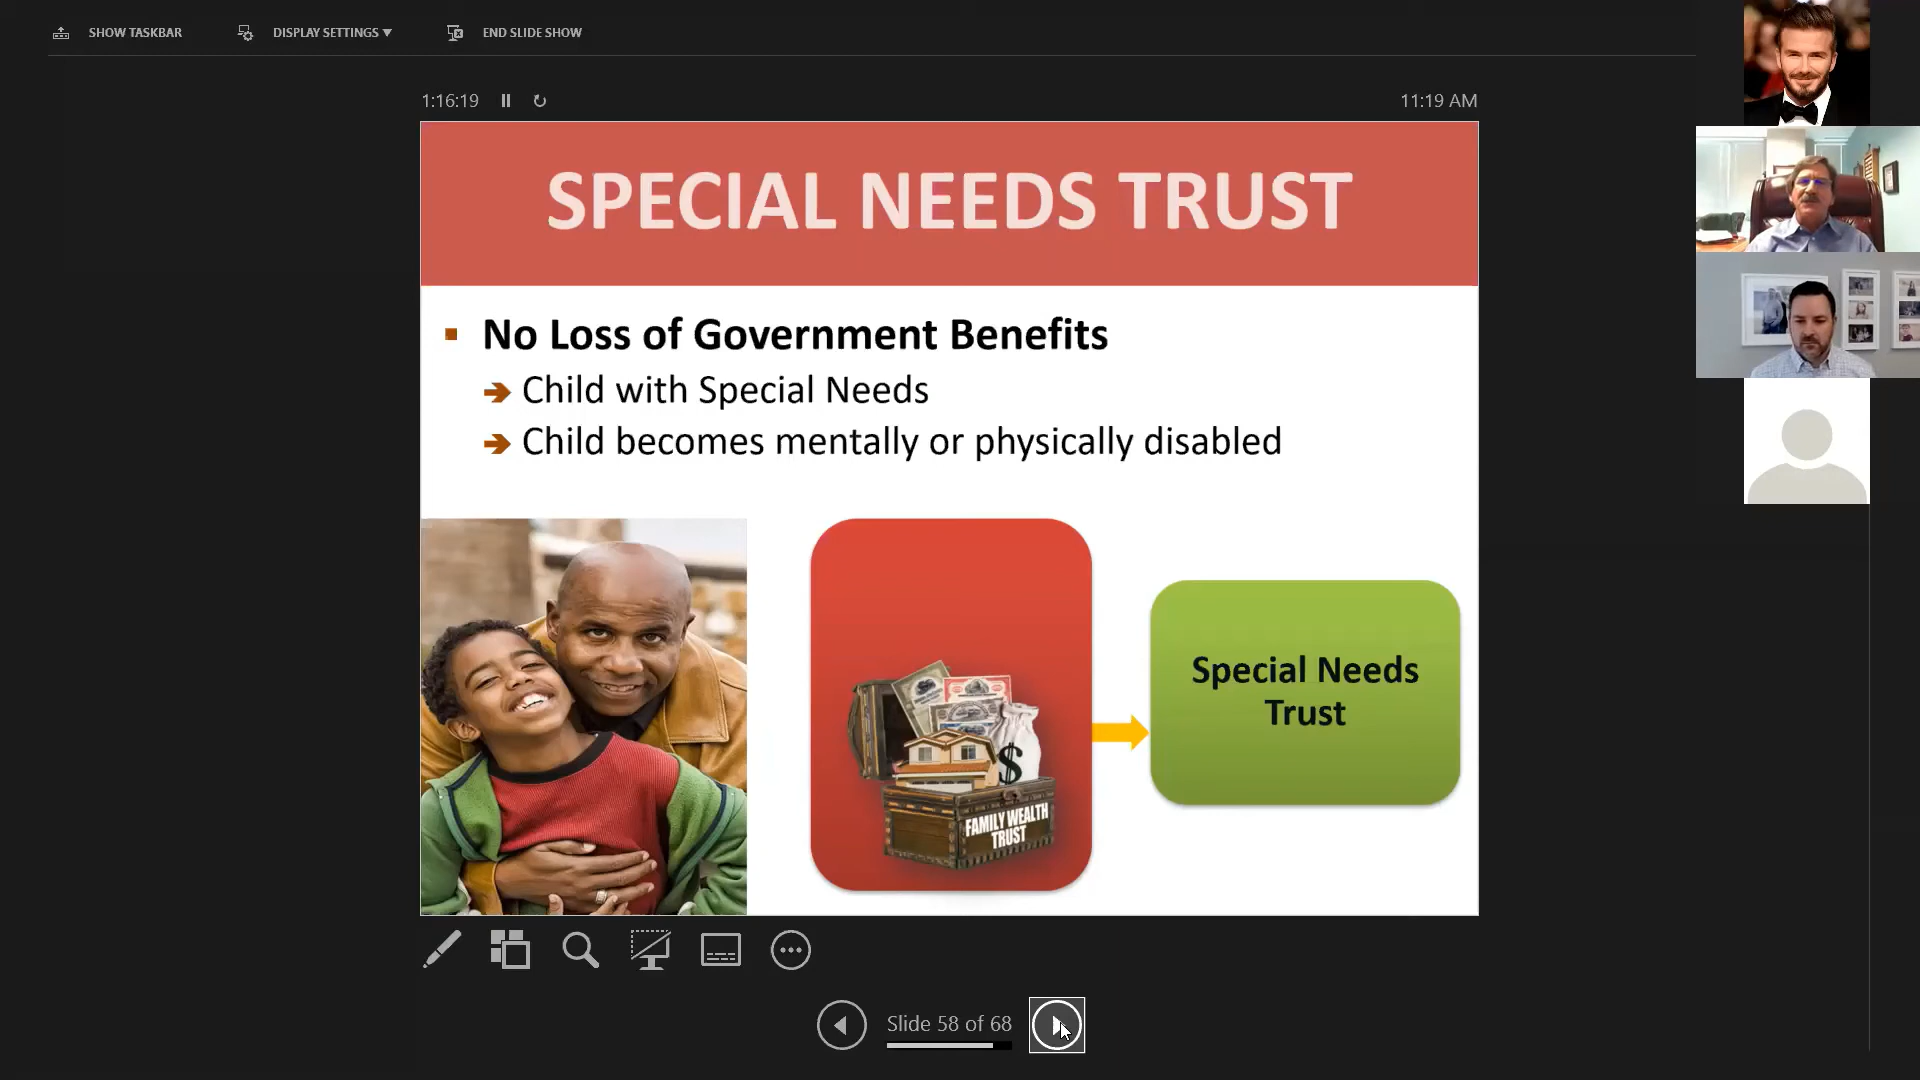 SHOW TASKBAR
DISPLAY SETTINGS ▼
END SLIDE SHOW
1:16:19
11:19 AM
SPECIAL NEEDS TRUST
No Loss of Government Benefits
Child with Special Needs
Child becomes mentally or physically disabled
$
FAMILY WEALTH
TRUST
Special Needs
Trust
Slide 58 of 68